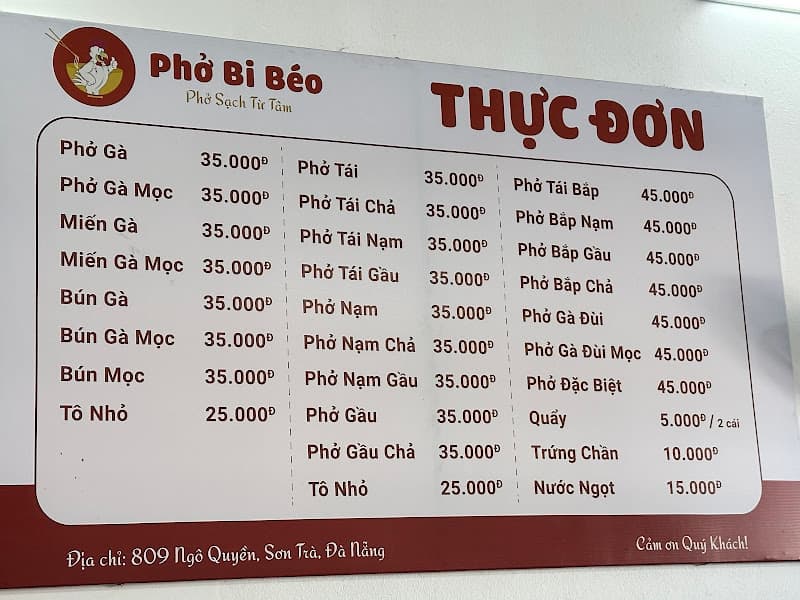 Phở Bi Béo
Phở Sạch Từ Tâm
THỰC ĐƠN
Phở Gà 35.000Đ
Phở Gà Mọc 35.000Đ
Miến Gà 35.000Đ
Miến Gà Mọc 35.000Đ
Bún Gà 35.000Đ
Bún Gà Mọc 35.000Đ
Bún Mọc 35.000Đ
Tô Nhỏ 25.000Đ
Phở Tái 35.000Đ
Phở Tái Chả 35.000Đ
Phở Tái Nạm 35.000Đ
Phở Tái Gầu 35.000Đ
Phở Nạm 35.000Đ
Phở Nạm Chả 35.000Đ
Phở Nạm Gầu 35.000Đ
Phở Gầu 35.000Đ
Phở Gầu Chả 35.000Đ
Tô Nhỏ 25.000Đ
Phở Tái Bắp 45.000Đ
Phở Bắp Nạm 45.000Đ
Phở Bắp Gầu 45.000Đ
Phở Bắp Chả 45.000Đ
Phở Gà Đùi 45.000Đ
Phở Gà Đùi Mọc 45.000Đ
Phở Đặc Biệt 45.000Đ
Quẩy 5.000Đ / 2 cái
Trứng Chần 10.000Đ
Nước Ngọt 15.000Đ
Địa chỉ: 809 Ngô Quyền, Sơn Trà, Đà Nẵng
Cảm ơn Quý Khách!